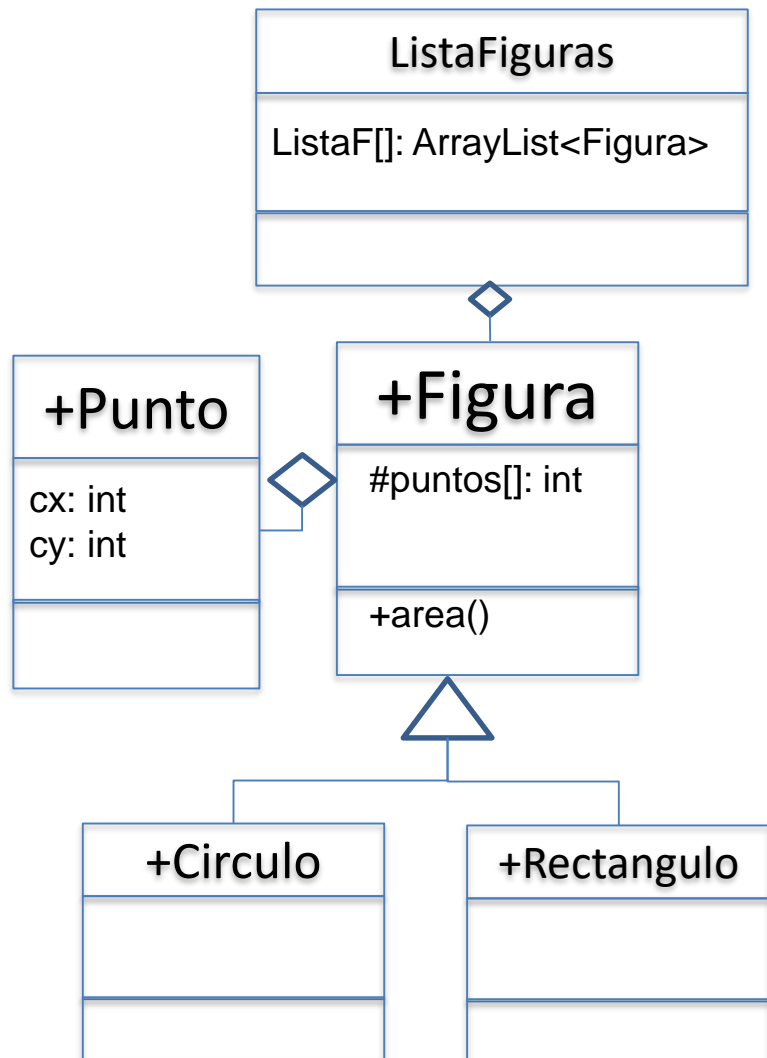 ListaFiguras
ListaF[]: ArrayList<Figura>
+Punto
cx: int
cy: int
+Figura
#puntos[]: int
+area()
+Circulo
+Rectangulo